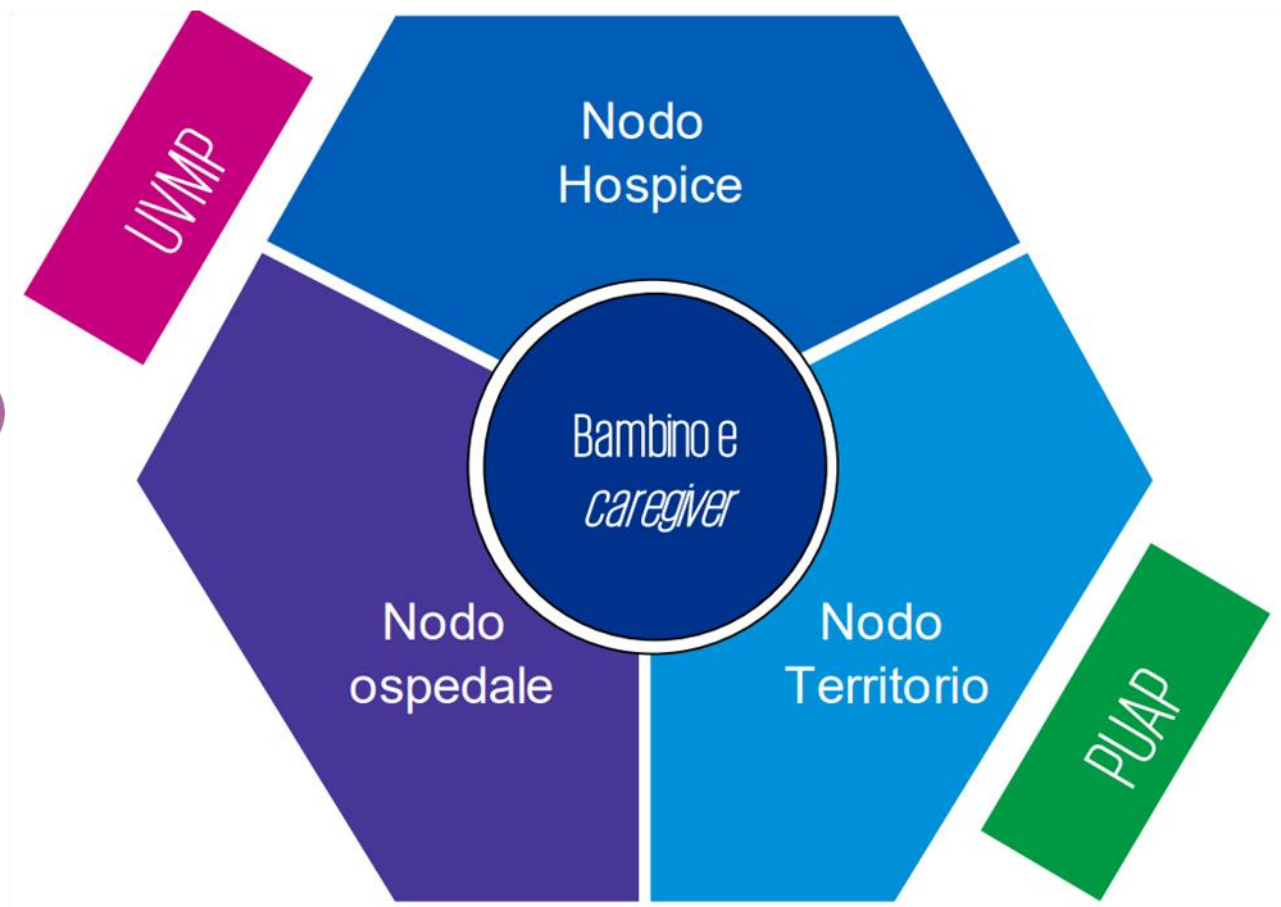 UVMP
Nodo
Hospice
Bambino e
caregiver
Nodo
ospedale
Nodo
Territorio
PUAP